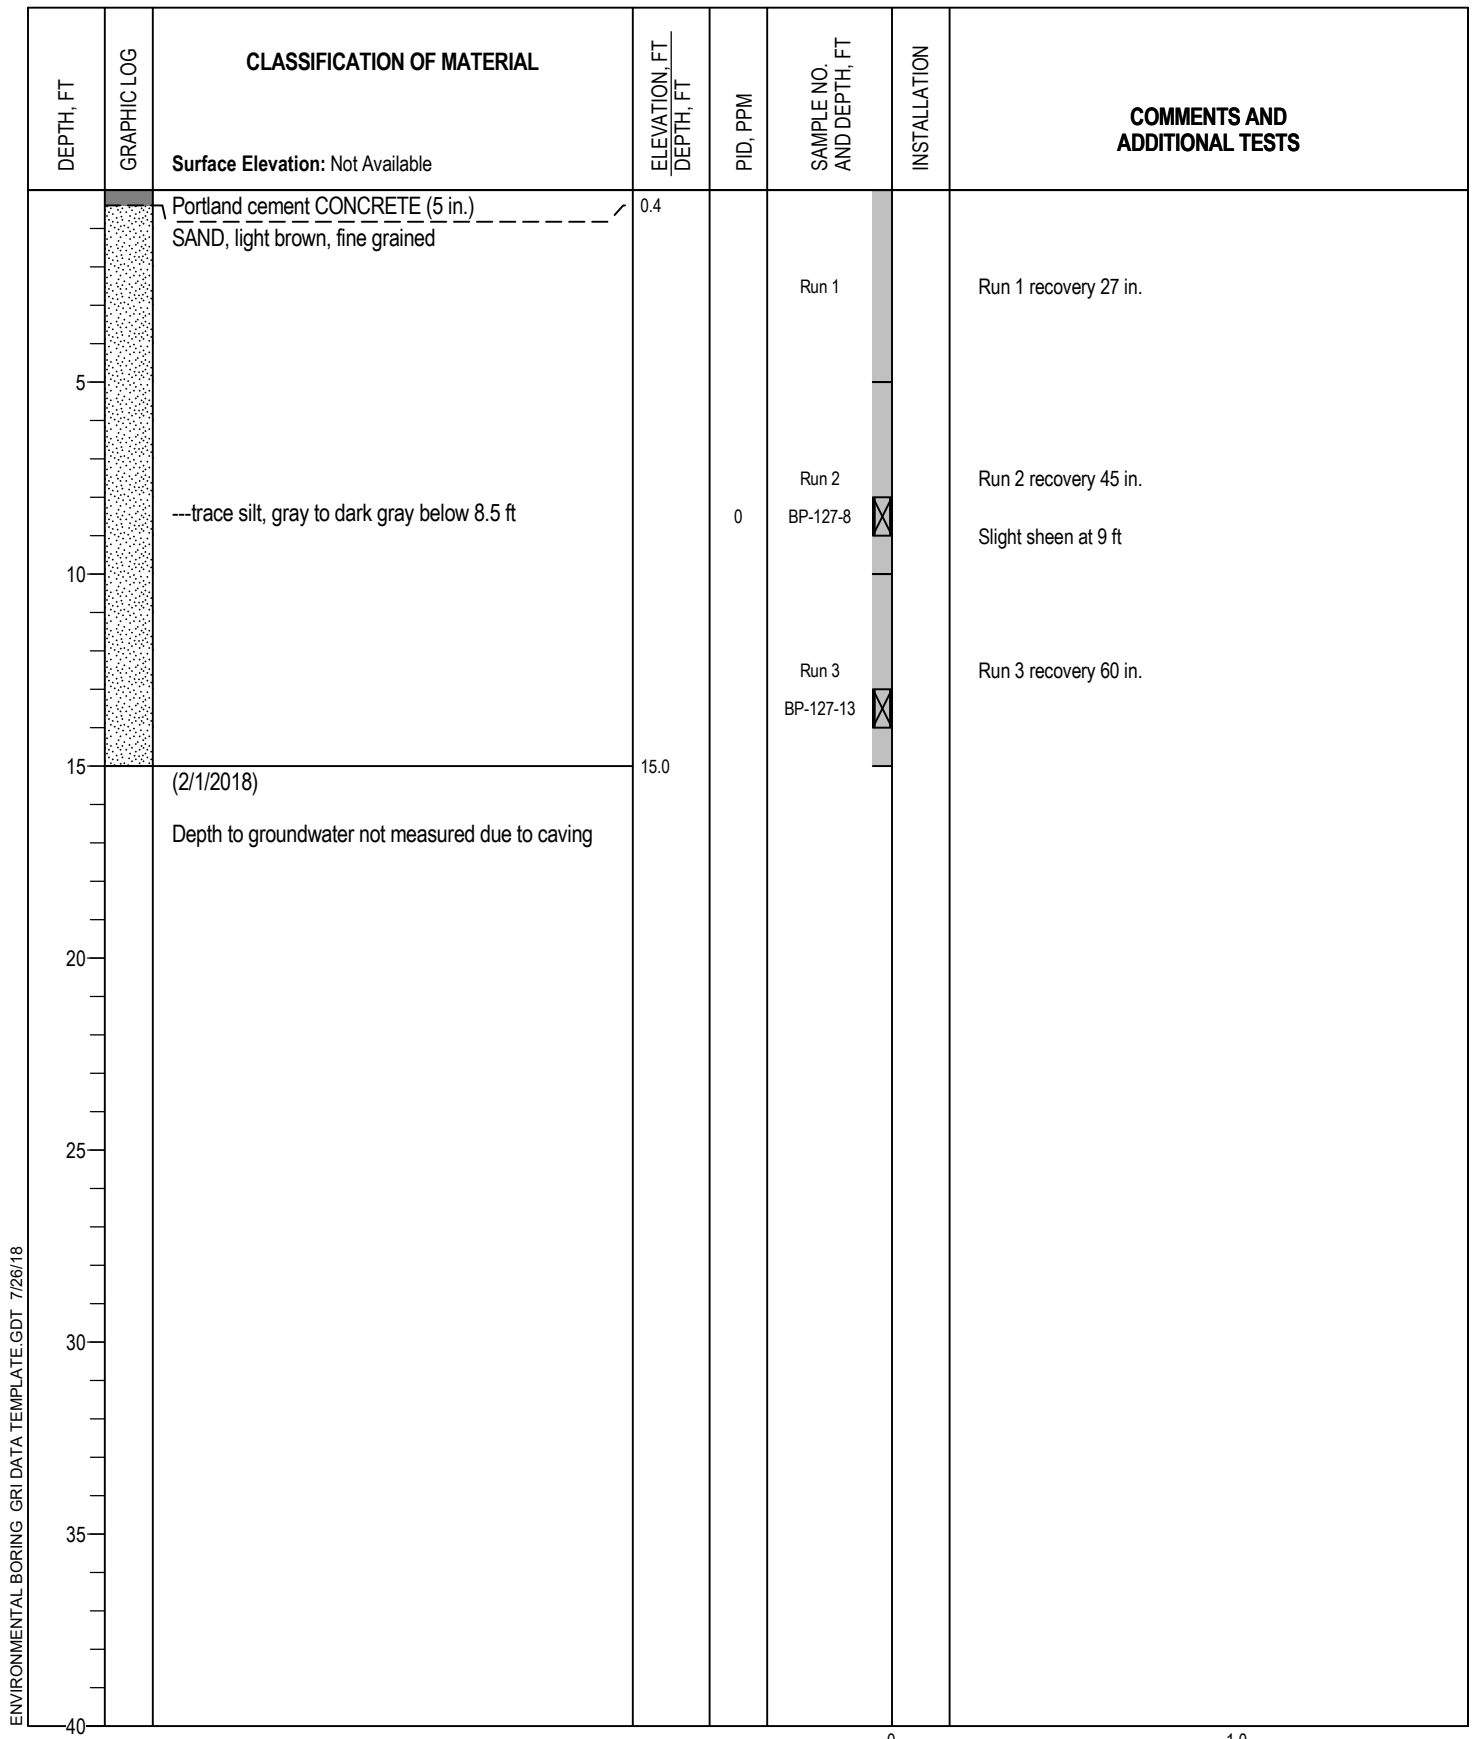 DEPTH, FT
GRAPHIC LOG
CLASSIFICATION OF MATERIAL
Surface Elevation: Not Available
ELEVATION, FT
DEPTH, FT
PID, PPM
SAMPLE NO.
AND DEPTH, FT
INSTALLATION
COMMENTS AND
ADDITIONAL TESTS
Portland cement CONCRETE (5 in.)
0.4
SAND, light brown, fine grained
Run 1
Run 1 recovery 27 in.
5
Run 2
Run 2 recovery 45 in.
---trace silt, gray to dark gray below 8.5 ft
0
BP-127-8
Slight sheen at 9 ft
10
Run 3
Run 3 recovery 60 in.
BP-127-13
15
15.0
(2/1/2018)
Depth to groundwater not measured due to caving
20
25
30
35
40
ENVIRONMENTAL BORING GRI DATA TEMPLATE.GDT 7/26/18
0
1.0